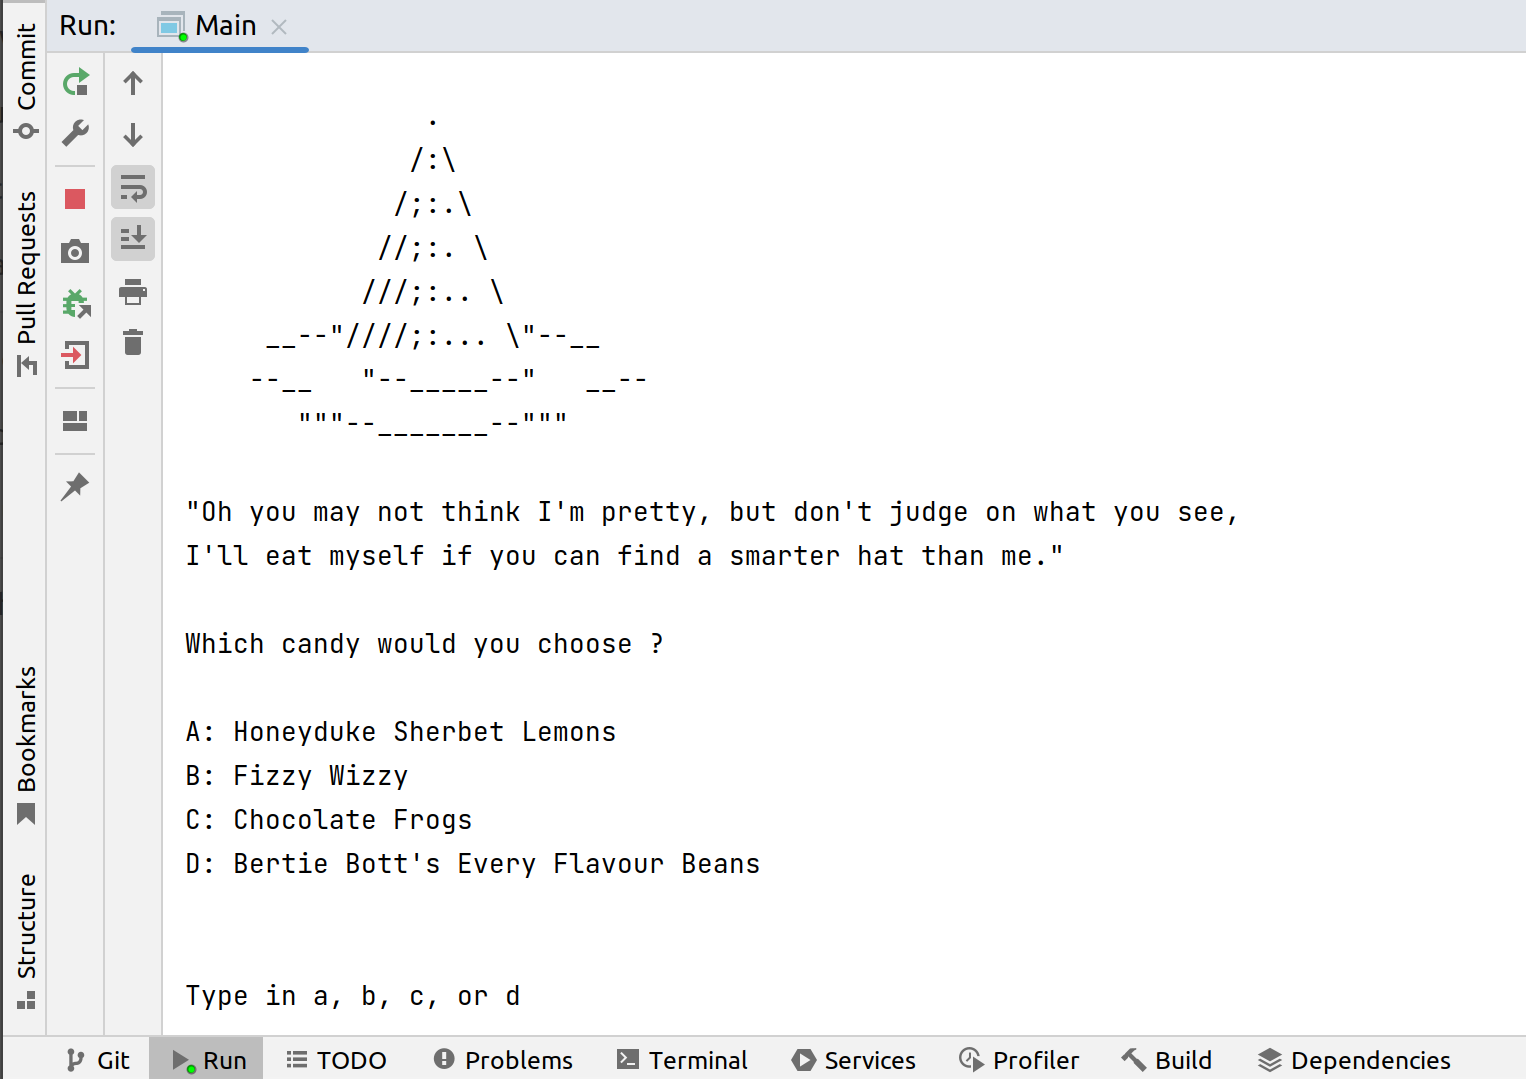 Run: Main
Commit
Pull Requests
Bookmarks
Structure
.
/:\
/;:.\
//;:. \
///;:.. \
__--"////;:... \"--__
--__   "--_____--"   __--
"""--_______--"""
"Oh you may not think I'm pretty, but don't judge on what you see,
I'll eat myself if you can find a smarter hat than me."
Which candy would you choose ?
A: Honeyduke Sherbet Lemons
B: Fizzy Wizzy
C: Chocolate Frogs
D: Bertie Bott's Every Flavour Beans
Type in a, b, c, or d
Git Run TODO Problems Terminal Services Profiler Build Dependencies